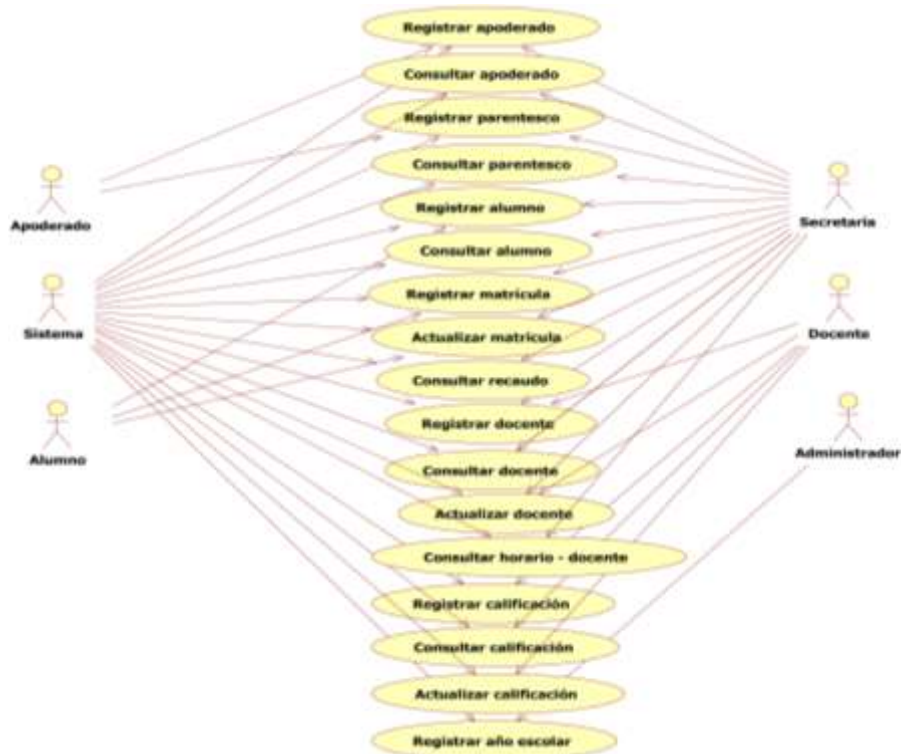 Registrar apoderado
Consultar apoderado
Registrar parentesco
Consultar parentesco
Registrar alumno
Consultar alumno
Registrar matrícula
Actualizar matrícula
Consultar recaudo
Registrar docente
Consultar docente
Actualizar docente
Consultar horario - docente
Registrar calificación
Consultar calificación
Actualizar calificación
Registrar año escolar
Apoderado
Sistema
Alumno
Secretaria
Docente
Administrador